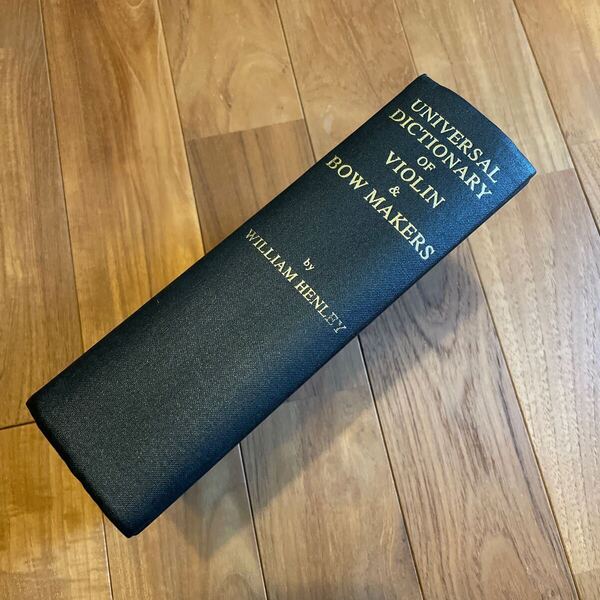 UNIVERSAL
DICTIONARY
OF
VIOLIN
&
BOW MAKERS
by
WILLIAM HENLEY